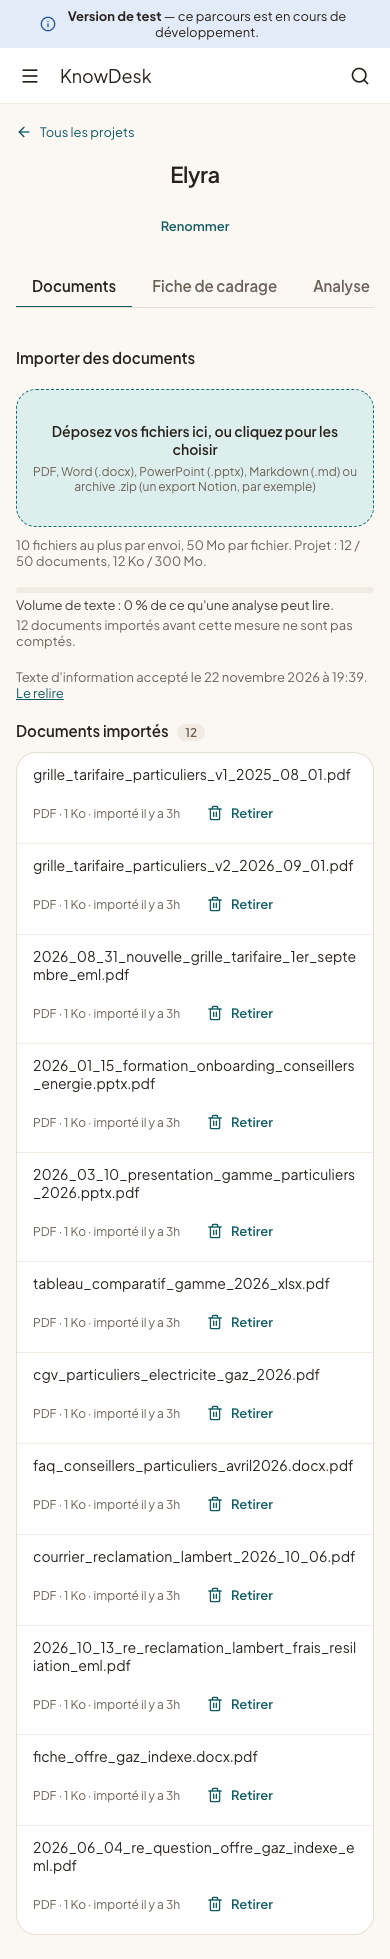 Version de test — ce parcours est en cours de
développement.
KnowDesk
Tous les projets
Elyra
Renommer
Documents
Fiche de cadrage
Analyse
Importer des documents
Déposez vos fichiers ici, ou cliquez pour les
choisir
PDF, Word (.docx), PowerPoint (.pptx), Markdown (.md) ou
archive .zip (un export Notion, par exemple)
10 fichiers au plus par envoi, 50 Mo par fichier. Projet : 12 /
50 documents, 12 Ko / 300 Mo.
Volume de texte : 0 % de ce qu'une analyse peut lire.
12 documents importés avant cette mesure ne sont pas
comptés.
Texte d'information accepté le 22 novembre 2026 à 19:39.
Le relire
Documents importés 12
grille_tarifaire_particuliers_v1_2025_08_01.pdf
PDF · 1 Ko · importé il y a 3h Retirer
grille_tarifaire_particuliers_v2_2026_09_01.pdf
PDF · 1 Ko · importé il y a 3h Retirer
2026_08_31_nouvelle_grille_tarifaire_1er_septe
mbre_eml.pdf
PDF · 1 Ko · importé il y a 3h Retirer
2026_01_15_formation_onboarding_conseillers
_energie.pptx.pdf
PDF · 1 Ko · importé il y a 3h Retirer
2026_03_10_presentation_gamme_particuliers
_2026.pptx.pdf
PDF · 1 Ko · importé il y a 3h Retirer
tableau_comparatif_gamme_2026_xlsx.pdf
PDF · 1 Ko · importé il y a 3h Retirer
cgv_particuliers_electricite_gaz_2026.pdf
PDF · 1 Ko · importé il y a 3h Retirer
faq_conseillers_particuliers_avril2026.docx.pdf
PDF · 1 Ko · importé il y a 3h Retirer
courrier_reclamation_lambert_2026_10_06.pdf
PDF · 1 Ko · importé il y a 3h Retirer
2026_10_13_re_reclamation_lambert_frais_resil
iation_eml.pdf
PDF · 1 Ko · importé il y a 3h Retirer
fiche_offre_gaz_indexe.docx.pdf
PDF · 1 Ko · importé il y a 3h Retirer
2026_06_04_re_question_offre_gaz_indexe_e
ml.pdf
PDF · 1 Ko · importé il y a 3h Retirer